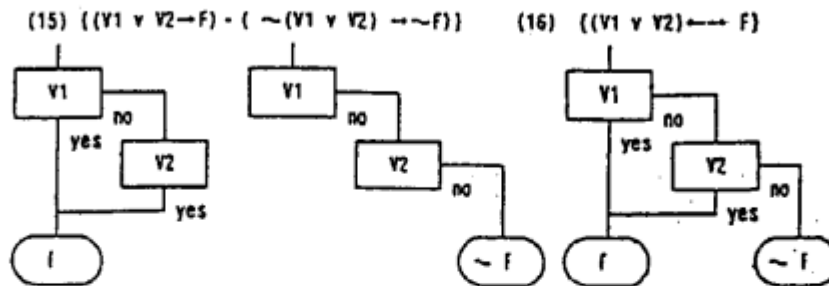 (15) {(V1 v V2→F) - ( ~(V1 v V2) →~F)} (16) {(V1 v V2)←→ F}
V1 V1 V1
no no no
yes yes
V2 V2 V2
no no
yes yes
F ~ F F ~ F